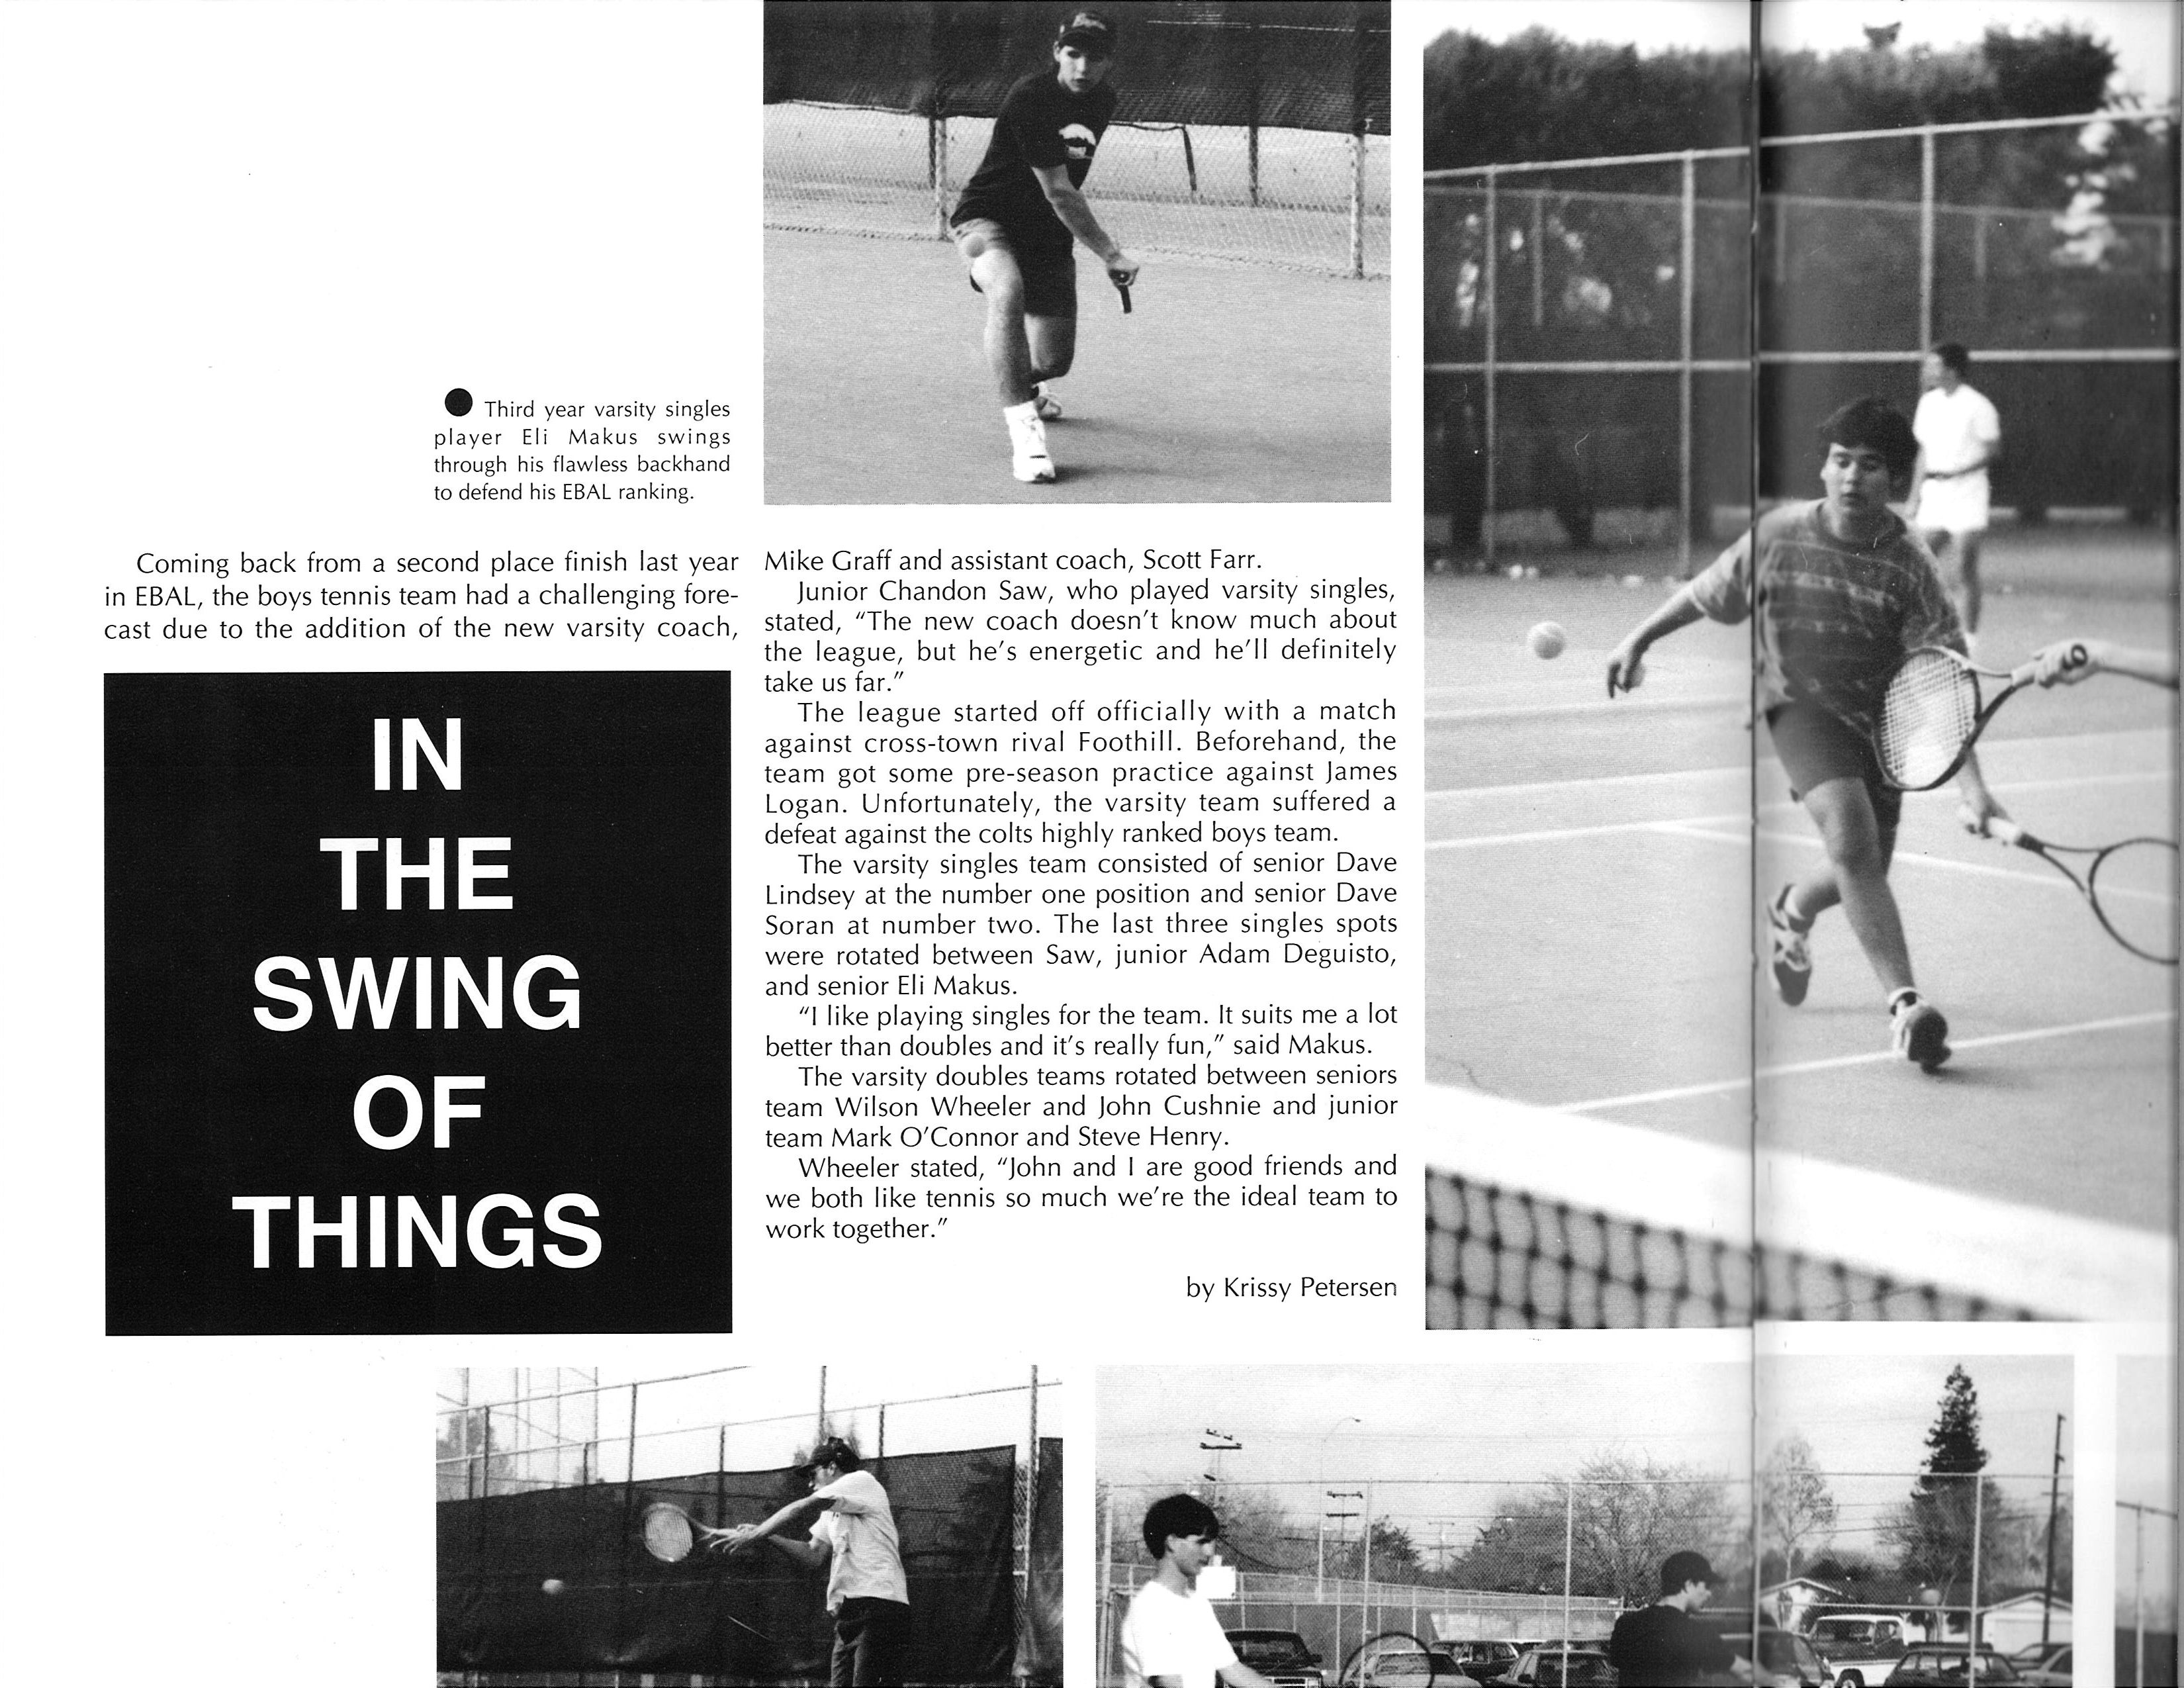 Third year varsity singles
player Eli Makus swings
through his flawless backhand
to defend his EBAL ranking.
Coming back from a second place finish last year
in EBAL, the boys tennis team had a challenging fore-
cast due to the addition of the new varsity coach,
IN
THE
SWING
OF
THINGS
Mike Graff and assistant coach, Scott Farr.
Junior Chandon Saw, who played varsity singles,
stated, “The new coach doesn’t know much about
the league, but he’s energetic and he’ll definitely
take us far.”
The league started off officially with a match
against cross-town rival Foothill. Beforehand, the
team got some pre-season practice against James
Logan. Unfortunately, the varsity team suffered a
defeat against the colts highly ranked boys team.
The varsity singles team consisted of senior Dave
Lindsey at the number one position and senior Dave
Soran at number two. The last three singles spots
were rotated between Saw, junior Adam Deguisto,
and senior Eli Makus.
“I like playing singles for the team. It suits me a lot
better than doubles and it’s really fun,” said Makus.
The varsity doubles teams rotated between seniors
team Wilson Wheeler and John Cushnie and junior
team Mark O’Connor and Steve Henry.
Wheeler stated, “John and I are good friends and
we both like tennis so much we’re the ideal team to
work together.”
by Krissy Petersen